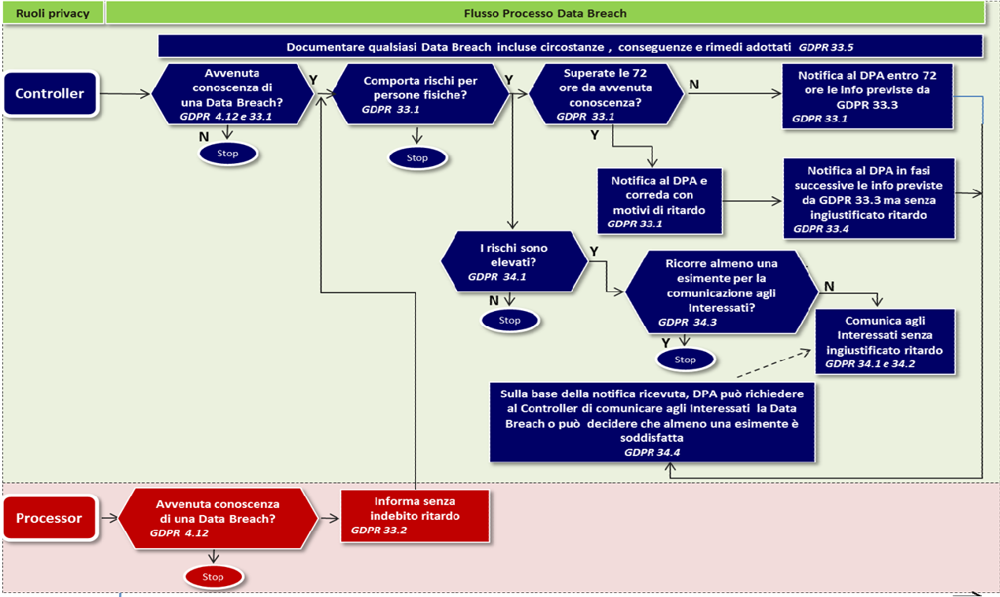 Ruoli privacy
Flusso Processo Data Breach
Documentare qualsiasi Data Breach incluse circostanze , conseguenze e rimedi adottati GDPR 33.5
Controller
Avvenuta
conoscenza di
una Data Breach?
GDPR 4.12 e 33.1
Y
N
Stop
Comporta rischi per
persone fisiche?
GDPR 33.1
Y
Stop
Superate le 72
ore da avvenuta
conoscenza?
GDPR 33.1
N
Y
Notifica al DPA entro 72
ore le info previste da
GDPR 33.3
GDPR 33.1
Notifica al DPA e
correda con
motivi di ritardo
GDPR 33.1
Notifica al DPA in fasi
successive le info previste
da GDPR 33.3 ma senza
ingiustificato ritardo
GDPR 33.4
I rischi sono
elevati?
GDPR 34.1
Y
N
Stop
Ricorre almeno una
esimente per la
comunicazione agli
Interessati?
GDPR 34.3
N
Y
Stop
Comunica agli
Interessati senza
ingiustificato ritardo
GDPR 34.1 e 34.2
Sulla base della notifica ricevuta, DPA può richiedere
al Controller di comunicare agli Interessati la Data
Breach o può decidere che almeno una esimente è
soddisfatta
GDPR 34.4
Processor
Avvenuta conoscenza
di una Data Breach?
GDPR 4.12
Stop
Informa senza
indebito ritardo
GDPR 33.2